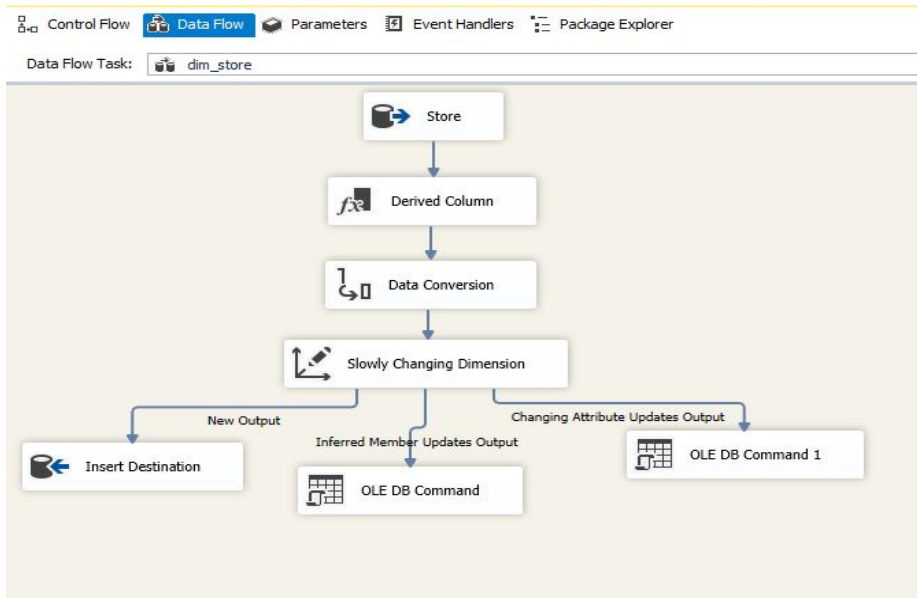 Control Flow Data Flow Parameters Event Handlers Package Explorer
Data Flow Task: dim_store
Store
Derived Column
Data Conversion
Slowly Changing Dimension
New Output
Inferred Member Updates Output
Changing Attribute Updates Output
Insert Destination
OLE DB Command
OLE DB Command 1